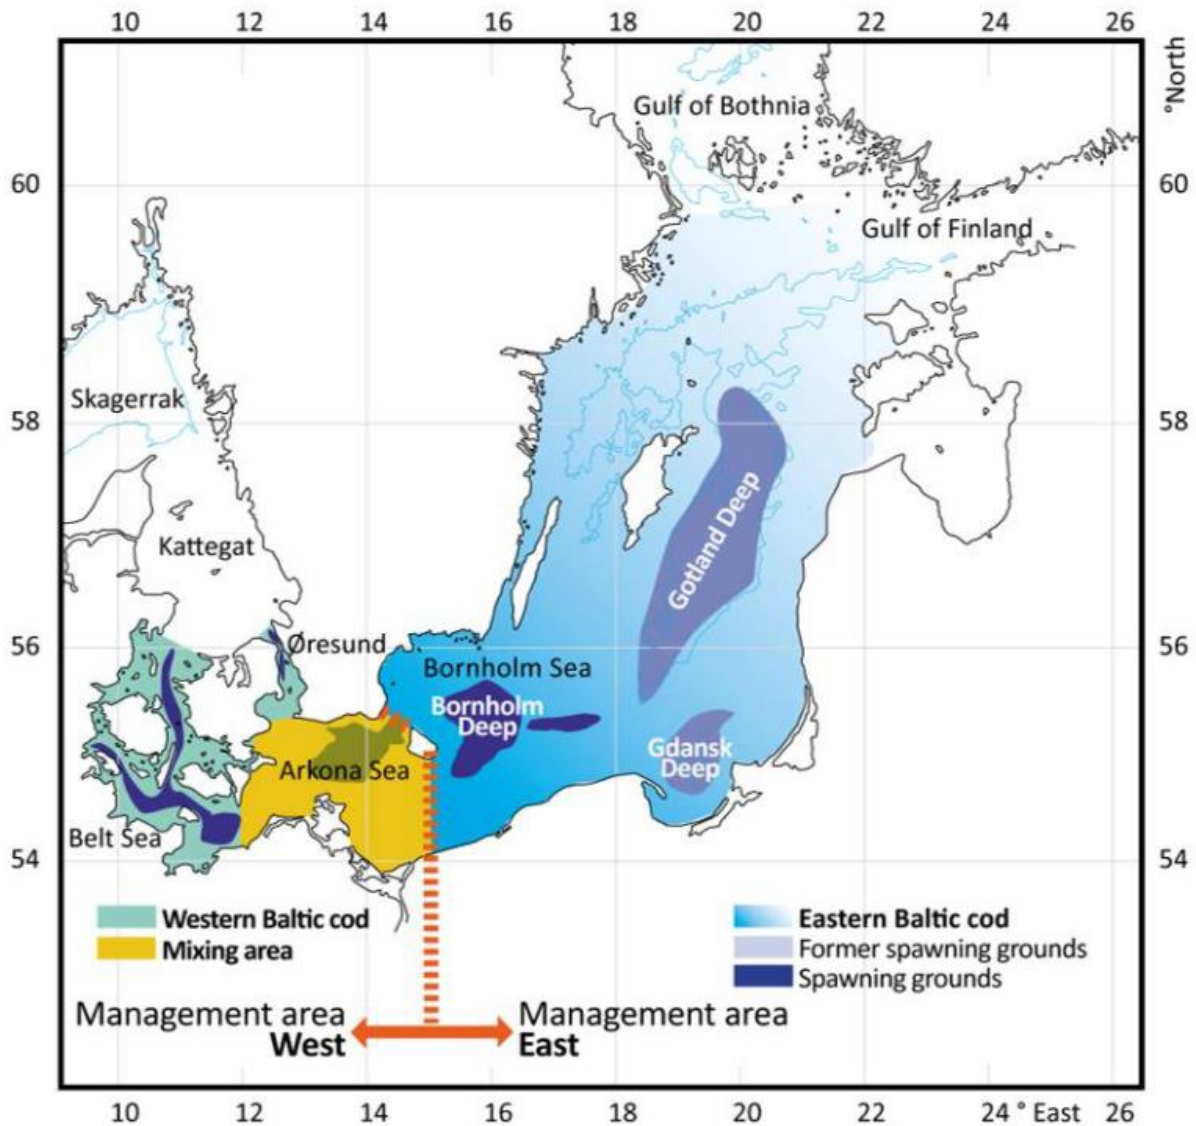 10 12 14 16 18 20 22 24 26
°North
Gulf of Bothnia
60 60
Gulf of Finland
Skagerrak
58 58
Gotland Deep
Kattegat
Øresund
56 56
Bornholm Sea
Bornholm
Deep
Gdansk
Deep
Arkona Sea
Belt Sea
54 54
Western Baltic cod
Mixing area
Eastern Baltic cod
Former spawning grounds
Spawning grounds
Management area
West
Management area
East
10 12 14 16 18 20 22 24 ° East 26